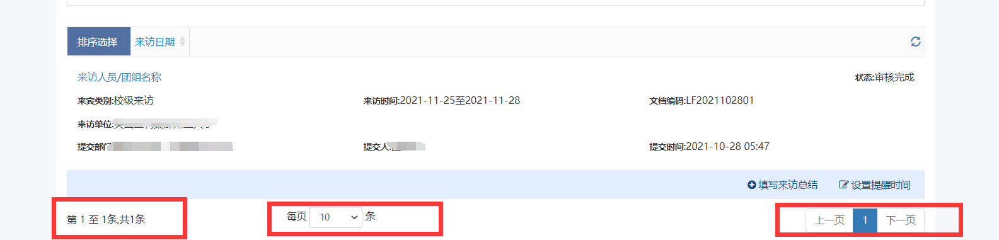 排序选择 来访日期
来访人员/团组名称 状态:审核完成
来宾类别:校级来访 来访时间:2021-11-25至2021-11-28 文档编码:LF2021102801
来访单位:
提交部门 提交人: 提交时间:2021-10-28 05:47
填写来访总结 设置提醒时间
第 1 至 1条,共1条 每页 10 条 上一页 1 下一页